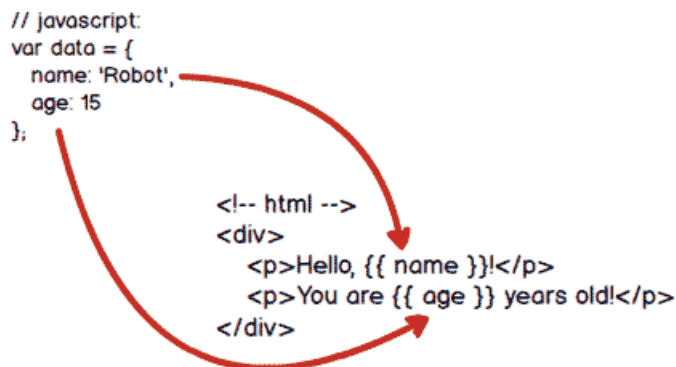 // javascript:
var data = {
name: 'Robot',
age: 15
};
<!-- html -->
<div>
<p>Hello, {{ name }}!</p>
<p>You are {{ age }} years old!</p>
</div>